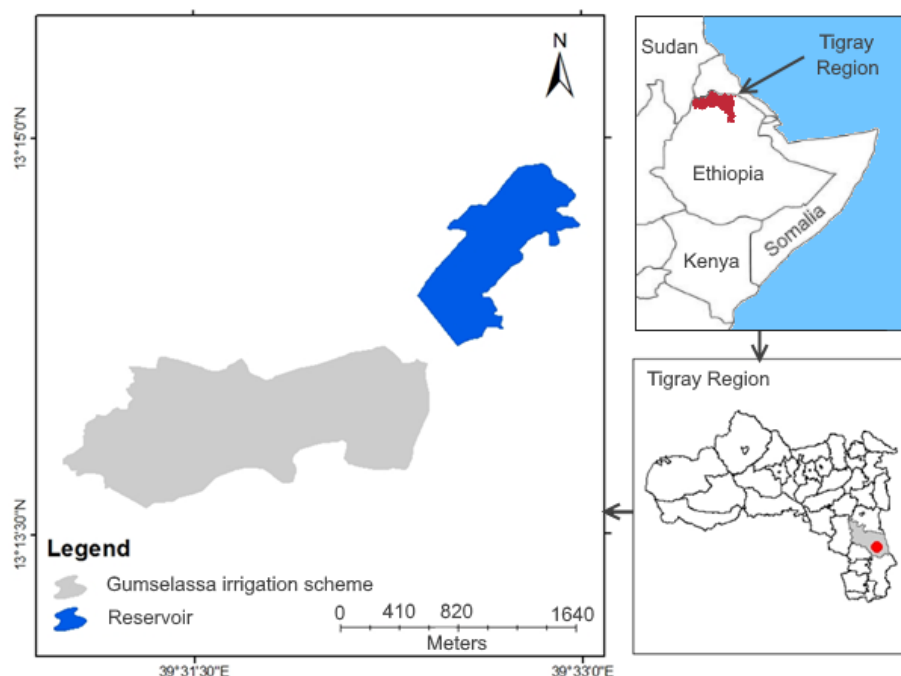 N
13°15'0"N
13°13'30"N
Legend
Gumselassa irrigation scheme
Reservoir
0 410 820 1640
Meters
39°31'30"E
39°33'0"E
Sudan
Tigray
Region
Ethiopia
Somalia
Kenya
Tigray Region